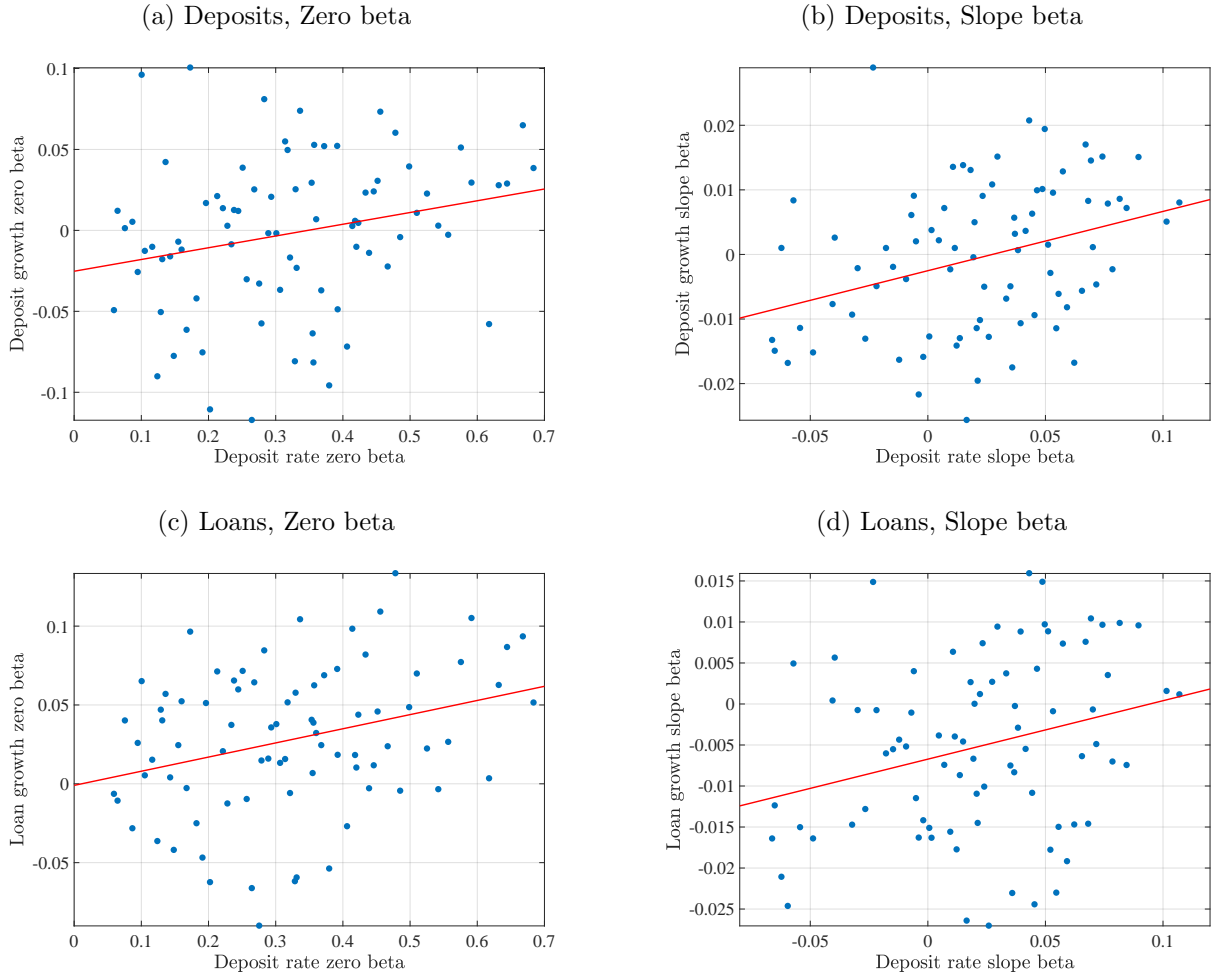 (a) Deposits, Zero beta
0.1
0.05
0
-0.05
-0.1
Deposit growth zero beta
0 0.1 0.2 0.3 0.4 0.5 0.6 0.7
Deposit rate zero beta
(b) Deposits, Slope beta
0.02
0.01
0
-0.01
-0.02
Deposit growth slope beta
-0.05 0 0.05 0.1
Deposit rate slope beta
(c) Loans, Zero beta
0.1
0.05
0
-0.05
Loan growth zero beta
0 0.1 0.2 0.3 0.4 0.5 0.6 0.7
Deposit rate zero beta
(d) Loans, Slope beta
0.015
0.01
0.005
0
-0.005
-0.01
-0.015
-0.02
-0.025
Loan growth slope beta
-0.05 0 0.05 0.1
Deposit rate slope beta